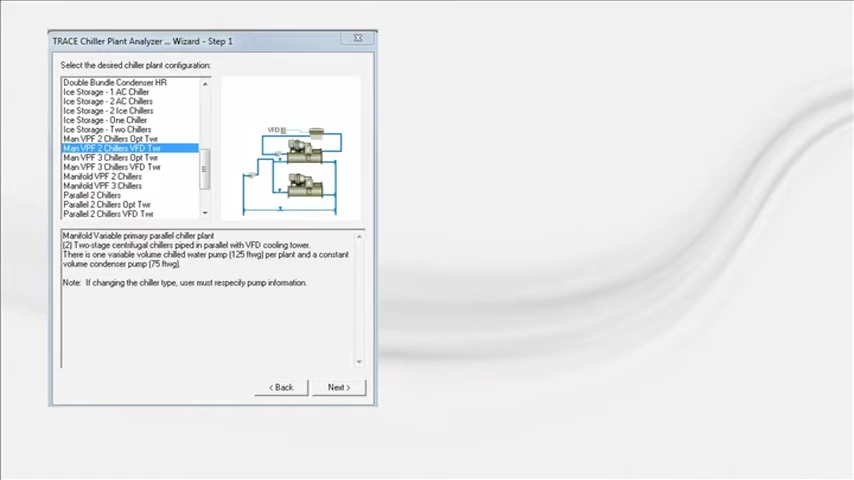 TRACE Chiller Plant Analyzer ... Wizard - Step 1
Select the desired chiller plant configuration:
Double Bundle Condenser HR
Ice Storage - 1 AC Chiller
Ice Storage - 2 AC Chillers
Ice Storage - 2 Ice Chillers
Ice Storage - One Chiller
Ice Storage - Two Chillers
Man VPF 2 Chillers Opt Twr
Man VPF 2 Chillers VFD Twr
Man VPF 3 Chillers Opt Twr
Man VPF 3 Chillers VFD Twr
Manifold VPF 2 Chillers
Manifold VPF 3 Chillers
Parallel 2 Chillers
Parallel 2 Chillers Opt Twr
Parallel 2 Chillers VFD Twr
VFD
Manifold Variable primary parallel chiller plant
(2) Two-stage centrifugal chillers piped in parallel with VFD cooling tower.
There is one variable volume chilled water pump (125 ftwg) per plant and a constant
volume condenser pump (75 ftwg).
Note: If changing the chiller type, user must respecify pump information.
< Back
Next >